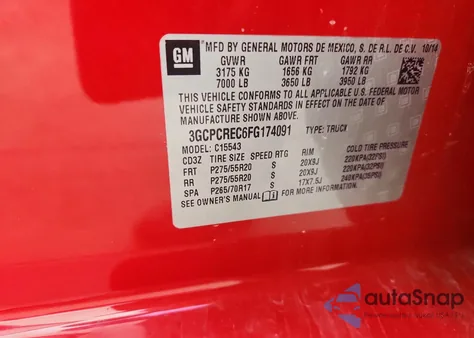 GM
MFD BY GENERAL MOTORS DE MEXICO, S. DE R.L. DE C.V. 10/14
GVWR GAWR FRT GAWR RR
3175 KG 1656 KG 1792 KG
7000 LB 3650 LB 3950 LB
THIS VEHICLE CONFORMS TO ALL APPLICABLE U.S. FEDERAL MOTOR
VEHICLE SAFETY STANDARDS IN EFFECT ON THE DATE OF
MANUFACTURE SHOWN ABOVE.
3GCPCREC6FG174091 TYPE: TRUCK
MODEL: C15543
CD3Z TIRE SIZE SPEED RTG RIM COLD TIRE PRESSURE
FRT P275/55R20 S 20X9J 220KPA(32PSI)
RR P275/55R20 S 20X9J 220KPA(32PSI)
SPA P265/70R17 S 17X7.5J 240KPA(35PSI)
SEE OWNER'S MANUAL FOR ADDITIONAL INFORMATION
autoSnap